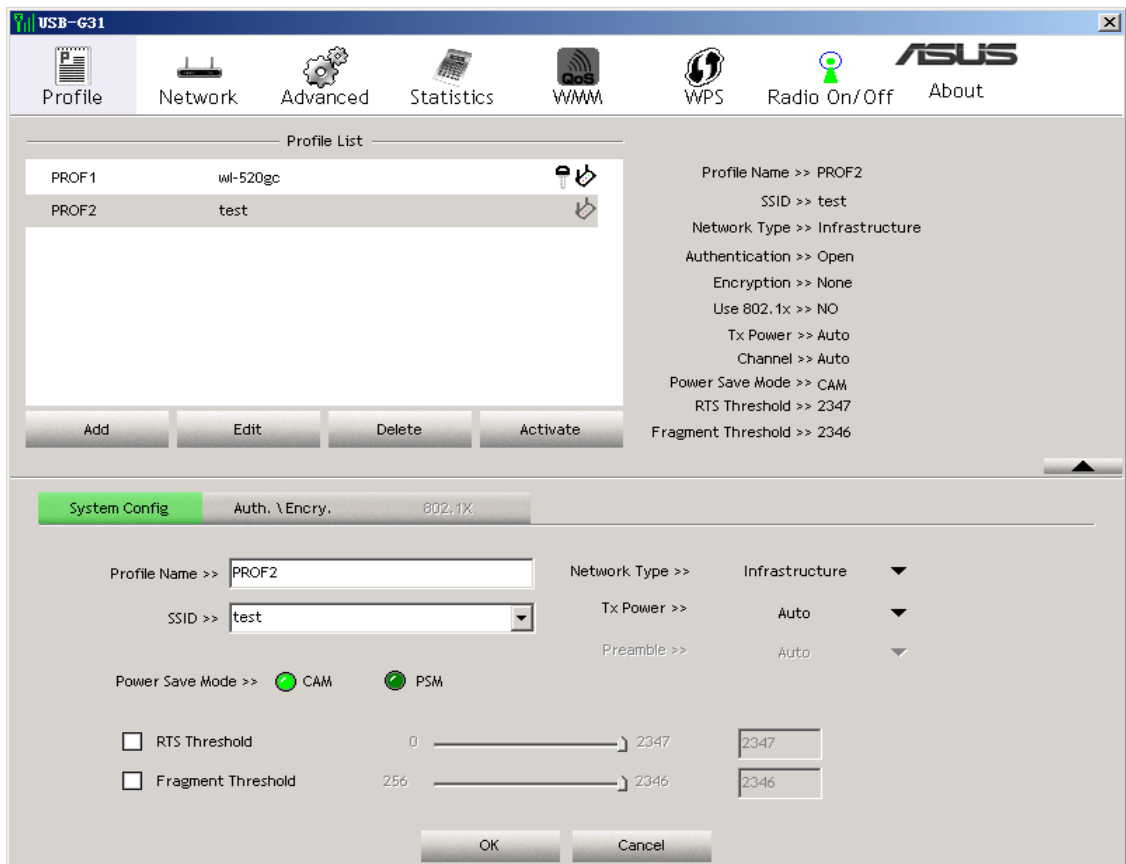 USB-G31
Profile Network Advanced Statistics QoS WMM WPS Radio On/Off ASUS About
Profile List
PROF1 wl-520gc
PROF2 test
Add Edit Delete Activate
Profile Name >> PROF2
SSID >> test
Network Type >> Infrastructure
Authentication >> Open
Encryption >> None
Use 802.1x >> NO
Tx Power >> Auto
Channel >> Auto
Power Save Mode >> CAM
RTS Threshold >> 2347
Fragment Threshold >> 2346
System Config Auth. \ Encry. 802.1X
Profile Name >> PROF2 Network Type >> Infrastructure
SSID >> test Tx Power >> Auto
Preamble >> Auto
Power Save Mode >> CAM PSM
RTS Threshold 0 2347 2347
Fragment Threshold 256 2346 2346
OK Cancel